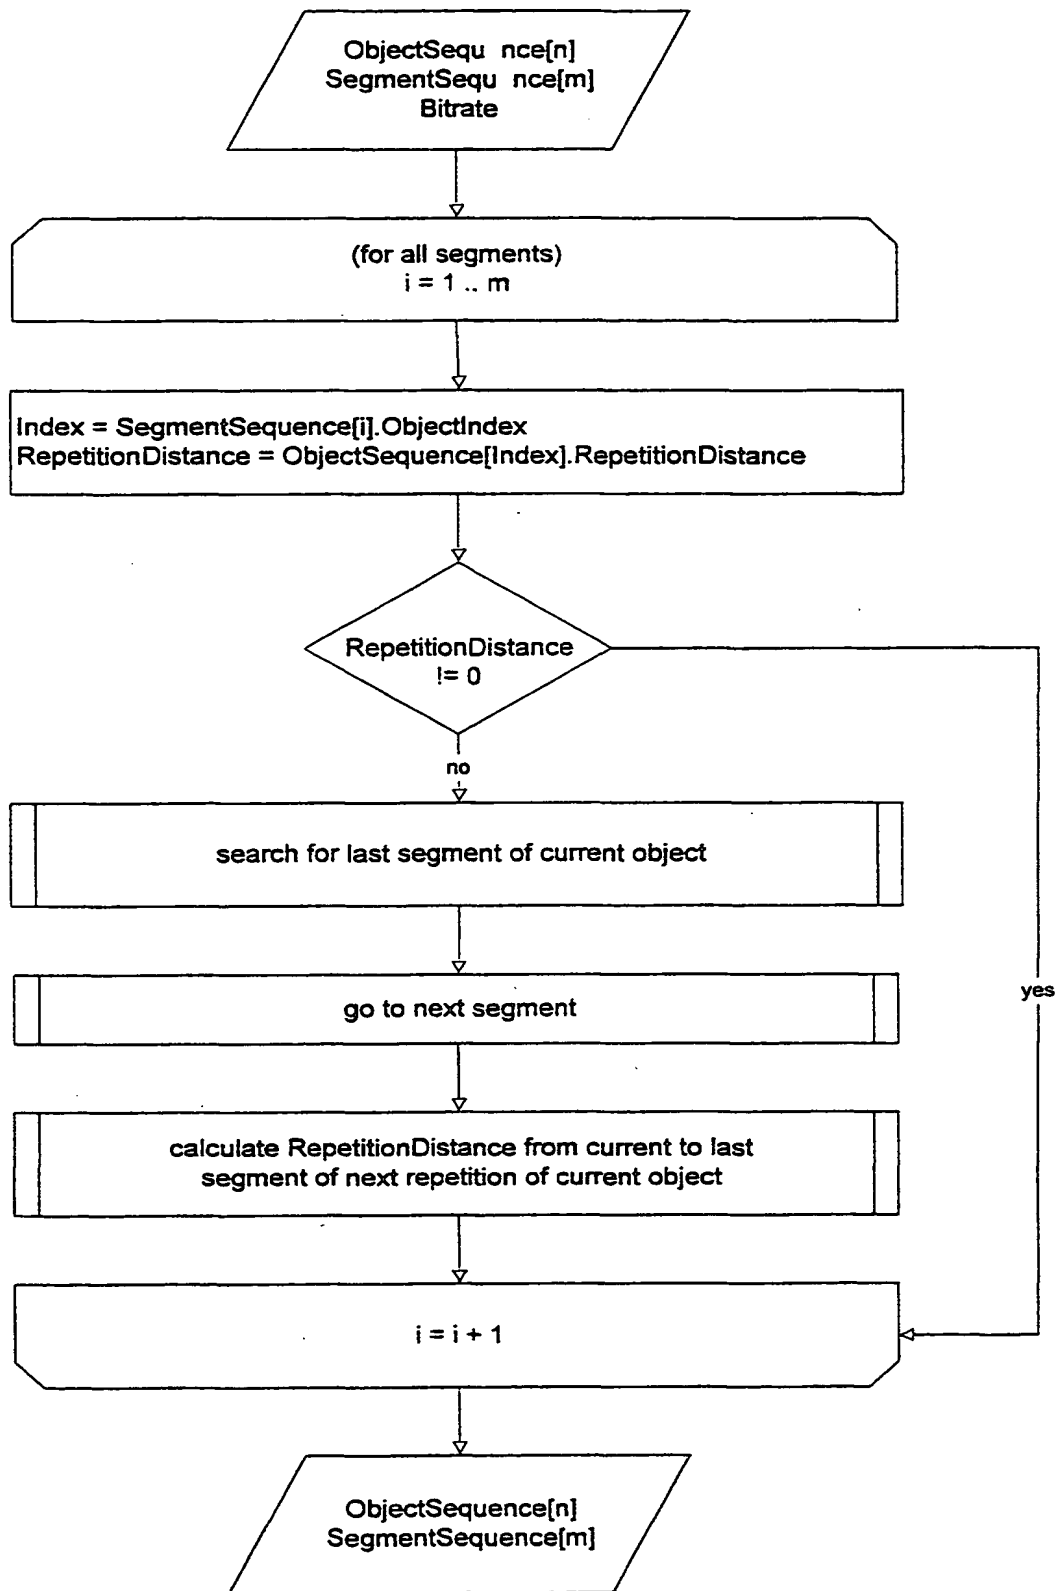 ObjectSequ nce[n]
SegmentSequ nce[m]
Bitrate
(for all segments)
i = 1 .. m
Index = SegmentSequence[i].ObjectIndex
RepetitionDistance = ObjectSequence[Index].RepetitionDistance
RepetitionDistance
!= 0
no
search for last segment of current object
go to next segment
yes
calculate RepetitionDistance from current to last
segment of next repetition of current object
i = i + 1
ObjectSequence[n]
SegmentSequence[m]